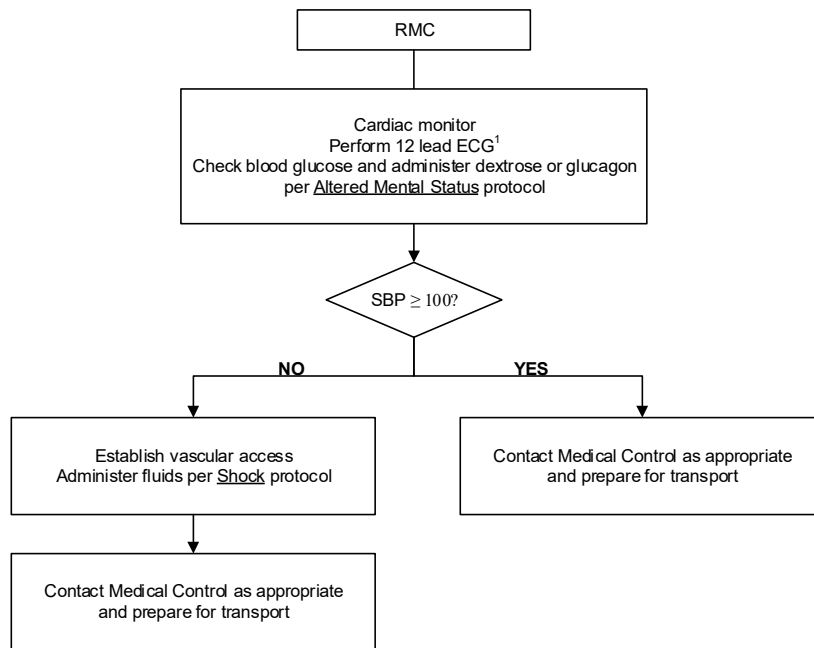 RMC
Cardiac monitor
Perform 12 lead ECG¹
Check blood glucose and administer dextrose or glucagon
per Altered Mental Status protocol
SBP ≥ 100?
NO
YES
Establish vascular access
Administer fluids per Shock protocol
Contact Medical Control as appropriate
and prepare for transport
Contact Medical Control as appropriate
and prepare for transport